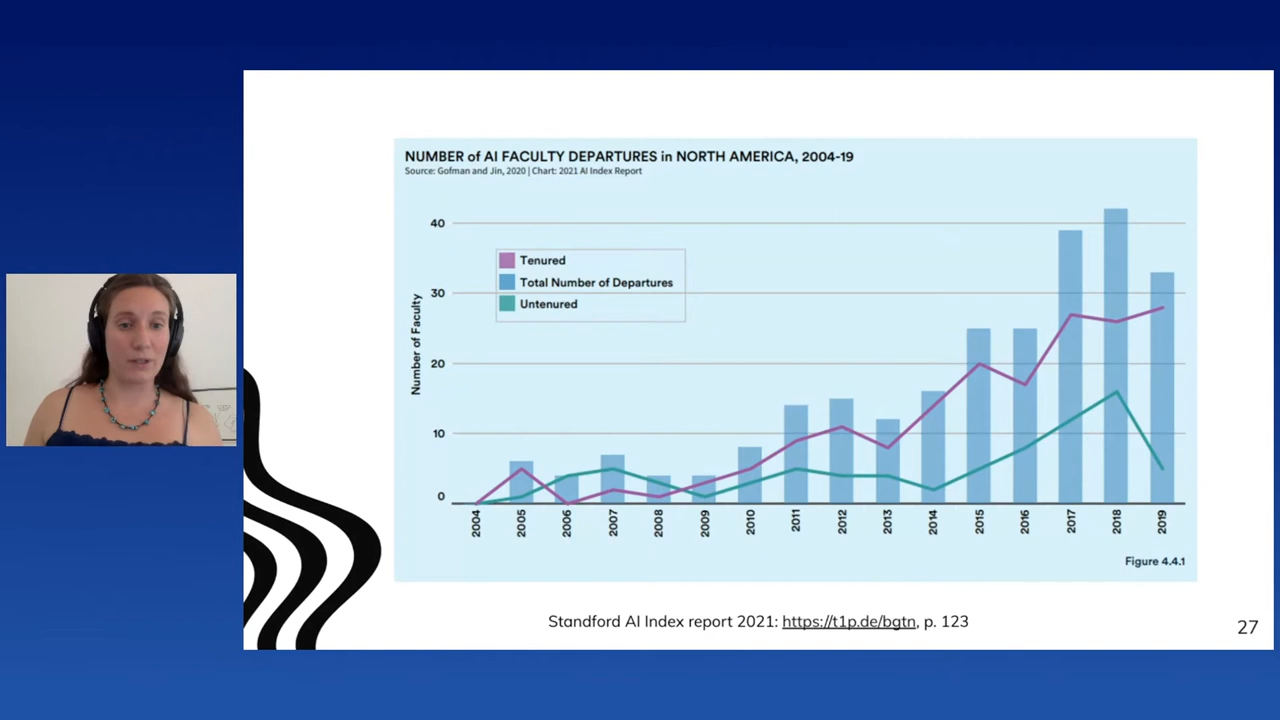 NUMBER of AI FACULTY DEPARTURES in NORTH AMERICA, 2004-19
Source: Gofman and Jin, 2020 | Chart: 2021 AI Index Report
40
30
20
10
0
Number of Faculty
Tenured
Total Number of Departures
Untenured
2004
2005
2006
2007
2008
2009
2010
2011
2012
2013
2014
2015
2016
2017
2018
2019
Figure 4.4.1
Standford AI Index report 2021: https://t1p.de/bgtn, p. 123
27